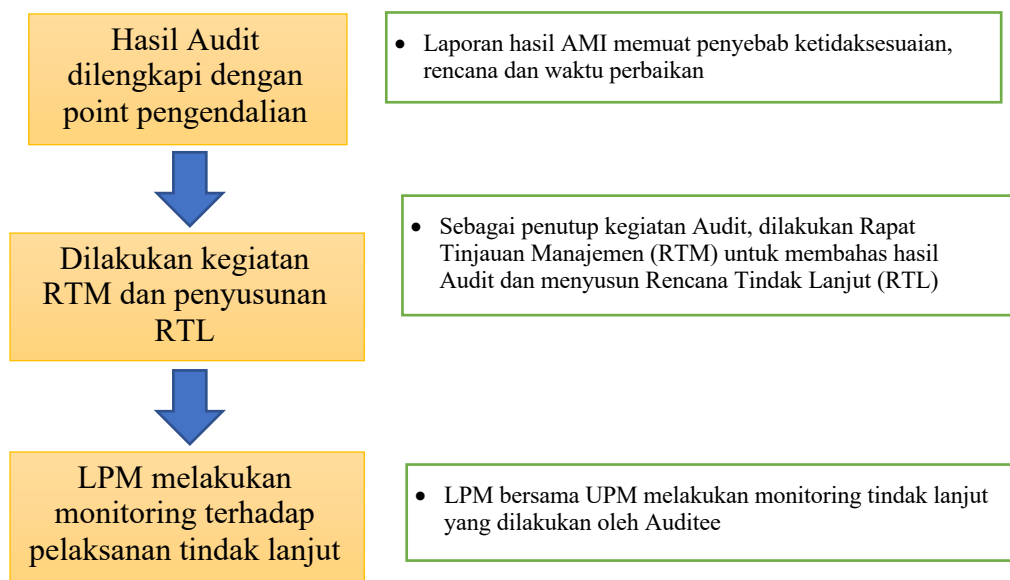 Hasil Audit
dilengkapi dengan
point pengendalian
• Laporan hasil AMI memuat penyebab ketidaksesuaian,
rencana dan waktu perbaikan
Dilakukan kegiatan
RTM dan penyusunan
RTL
• Sebagai penutup kegiatan Audit, dilakukan Rapat
Tinjauan Manajemen (RTM) untuk membahas hasil
Audit dan menyusun Rencana Tindak Lanjut (RTL)
LPM melakukan
monitoring terhadap
pelaksanan tindak lanjut
• LPM bersama UPM melakukan monitoring tindak lanjut
yang dilakukan oleh Auditee